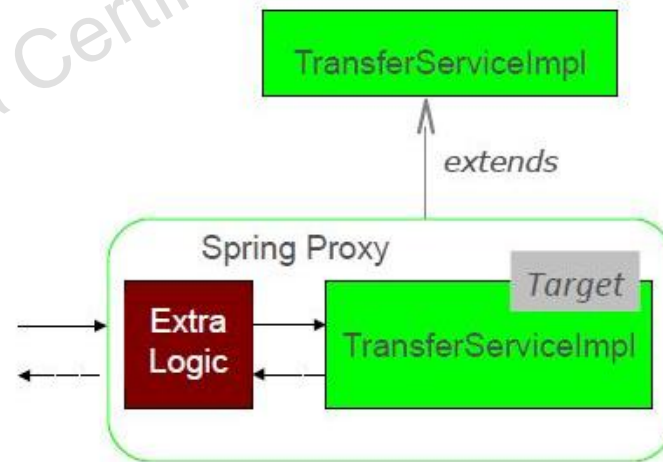 TransferServiceImpl
extends
Spring Proxy
Target
Extra
Logic
TransferServiceImpl